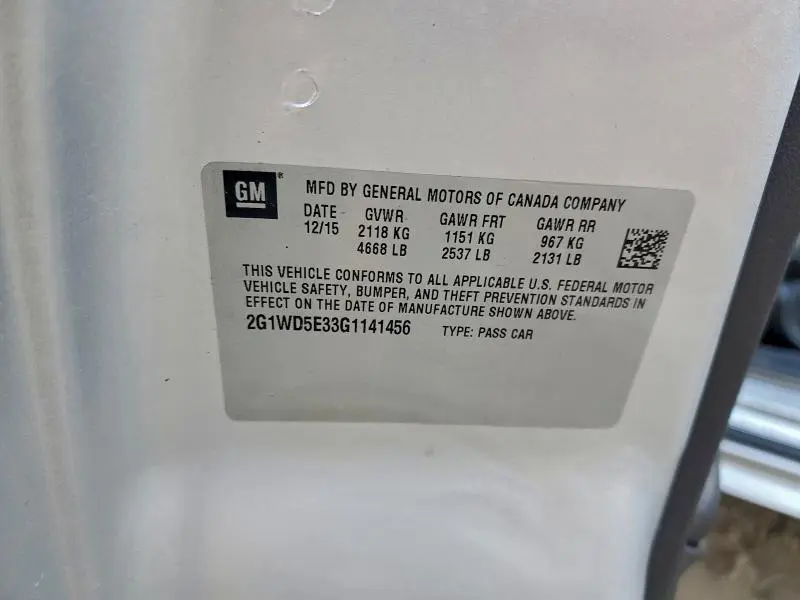 GM®
MFD BY GENERAL MOTORS OF CANADA COMPANY
DATE GVWR GAWR FRT GAWR RR
12/15 2118 KG 1151 KG 967 KG
4668 LB 2537 LB 2131 LB
THIS VEHICLE CONFORMS TO ALL APPLICABLE U.S. FEDERAL MOTOR
VEHICLE SAFETY, BUMPER, AND THEFT PREVENTION STANDARDS IN
EFFECT ON THE DATE OF MANUFACTURE SHOWN ABOVE.
2G1WD5E33G1141456 TYPE: PASS CAR